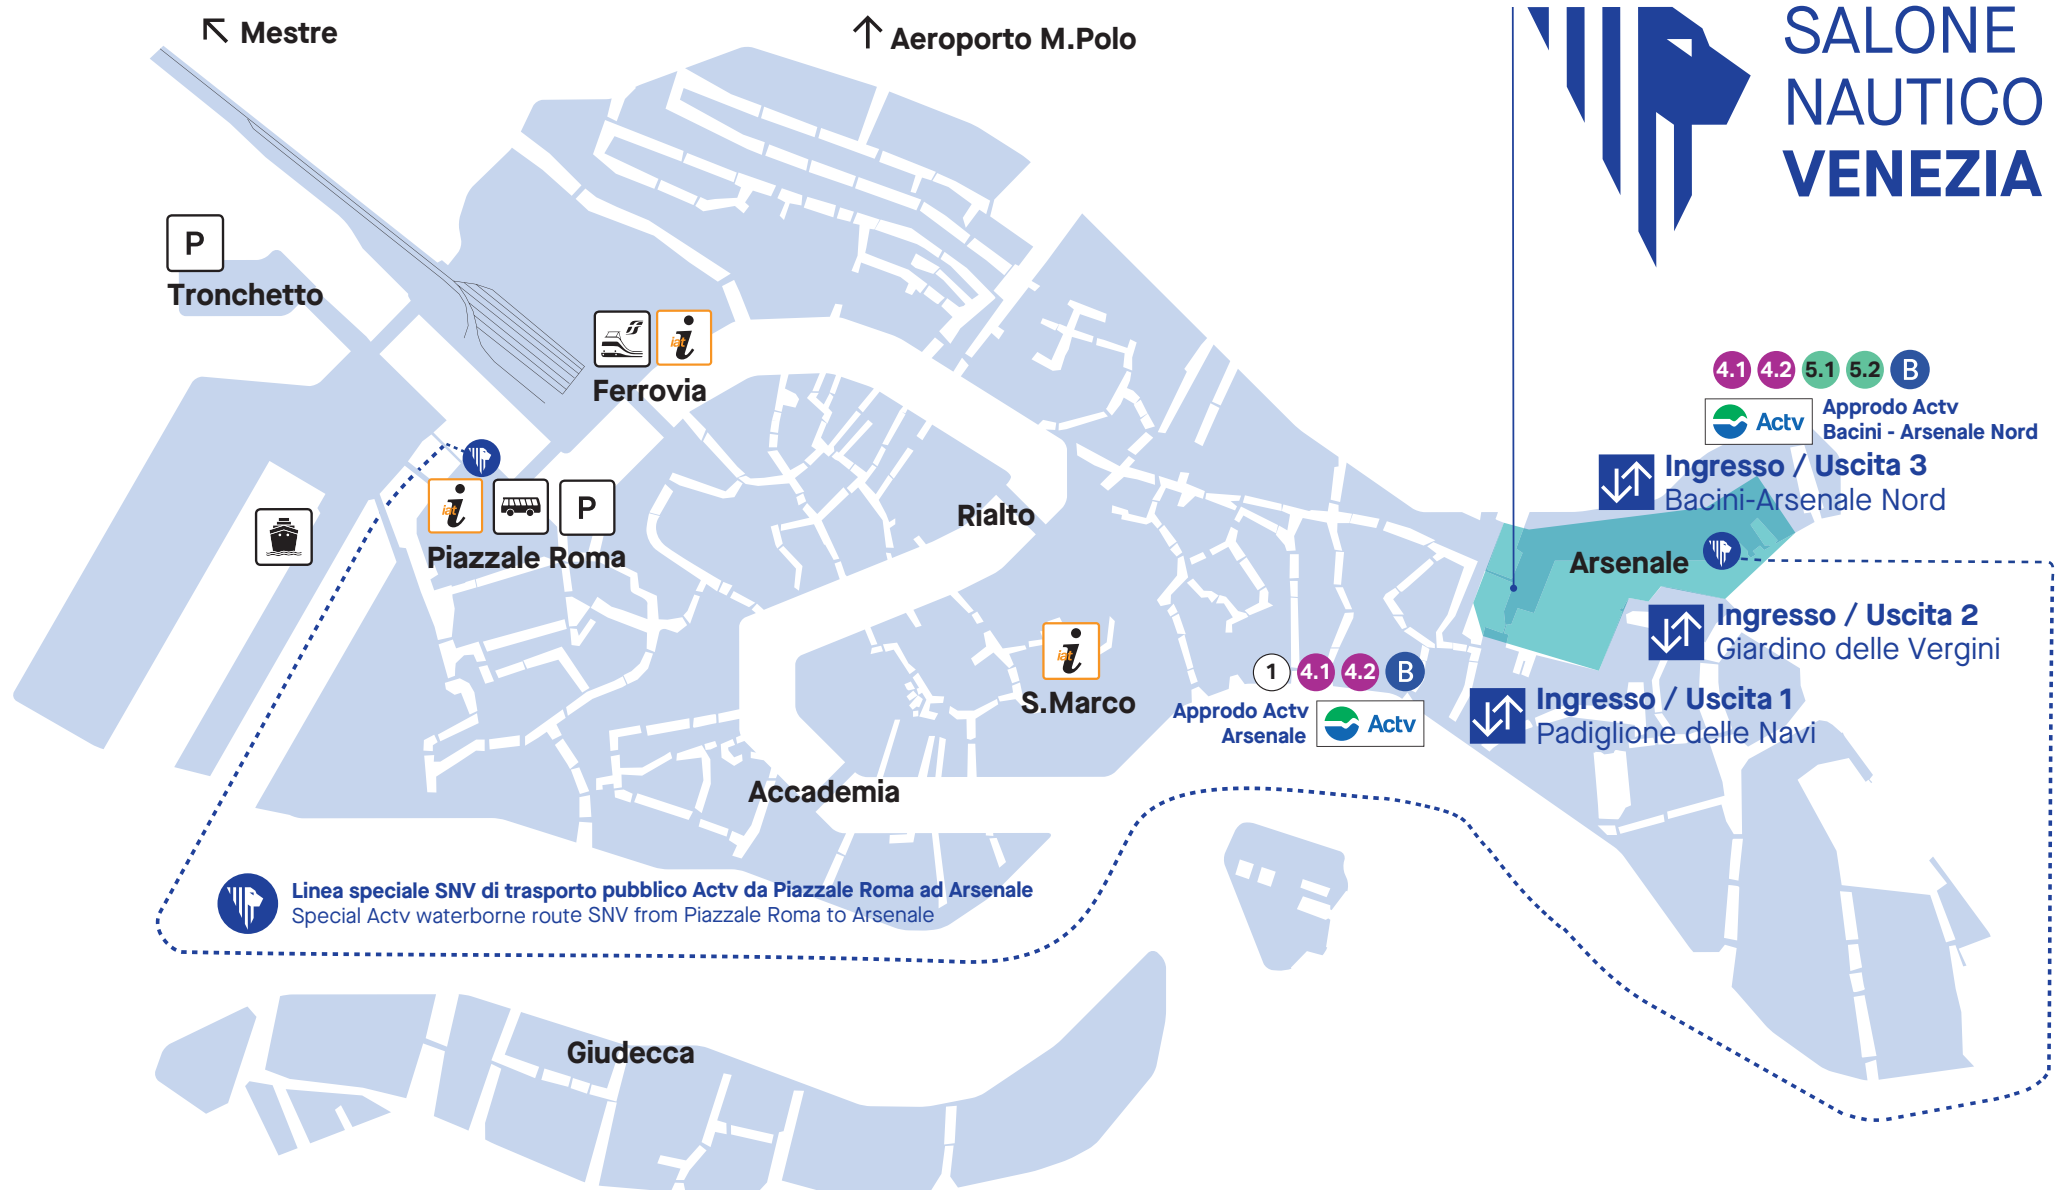 Mestre
Aeroporto M.Polo
SALONE
NAUTICO
VENEZIA
P
Tronchetto
iat i
Ferrovia
4.1 4.2 5.1 5.2 B
Actv
Approdo Actv
Bacini - Arsenale Nord
Ingresso / Uscita 3
Bacini-Arsenale Nord
iat i
P
Piazzale Roma
Rialto
Arsenale
Ingresso / Uscita 2
Giardino delle Vergini
iat i
S.Marco
1 4.1 4.2 B
Approdo Actv
Arsenale
Actv
Ingresso / Uscita 1
Padiglione delle Navi
Accademia
Linea speciale SNV di trasporto pubblico Actv da Piazzale Roma ad Arsenale
Special Actv waterborne route SNV from Piazzale Roma to Arsenale
Giudecca